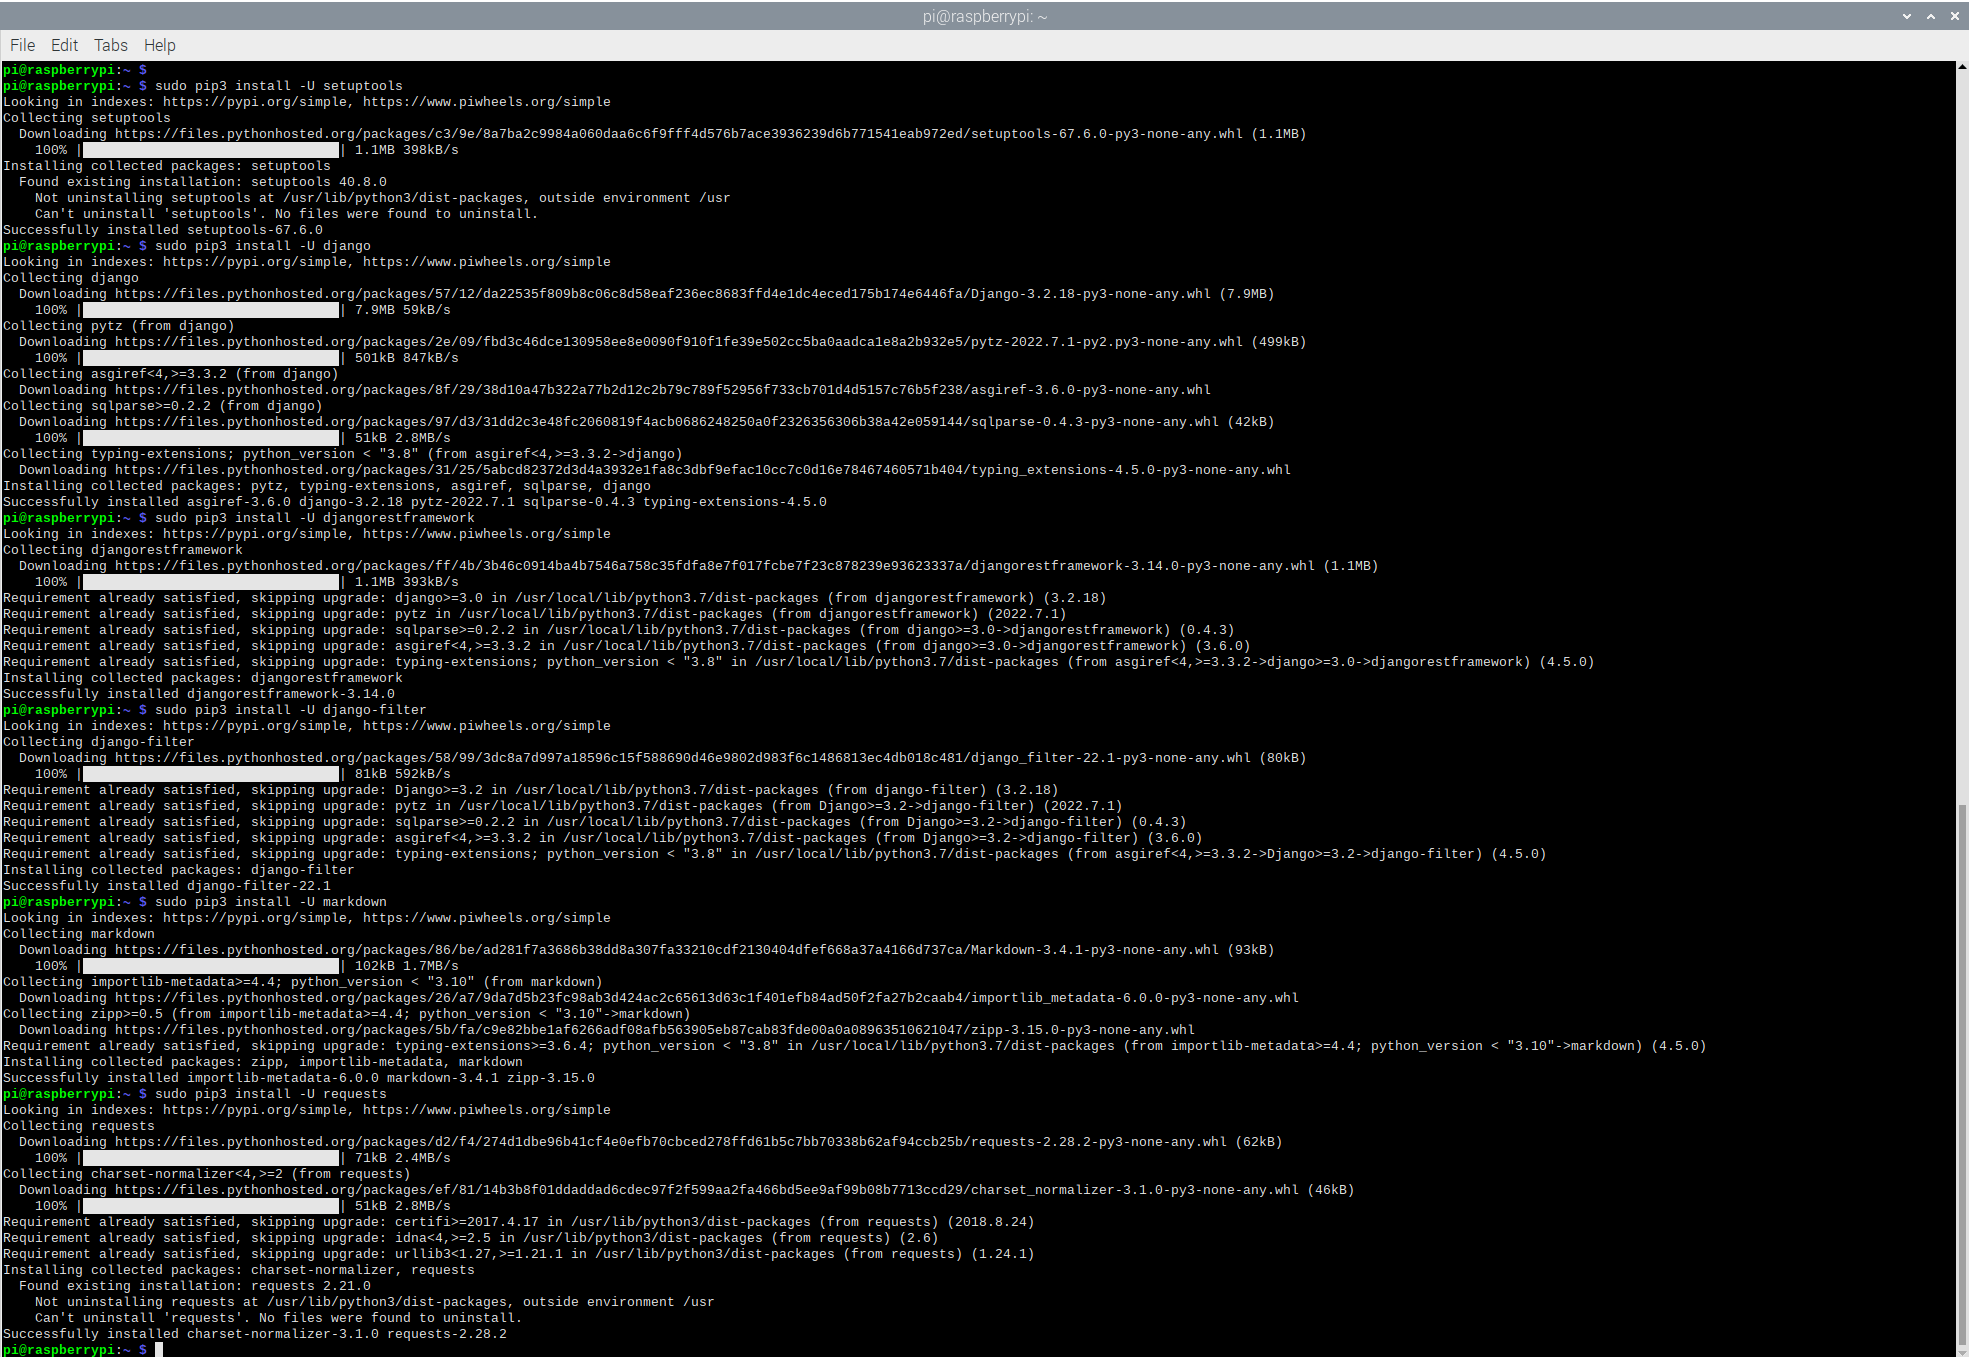 pi@raspberrypi: ~
File Edit Tabs Help
pi@raspberrypi:~ $
pi@raspberrypi:~ $ sudo pip3 install -U setuptools
Looking in indexes: https://pypi.org/simple, https://www.piwheels.org/simple
Collecting setuptools
  Downloading https://files.pythonhosted.org/packages/c3/9e/8a7ba2c9984a060daa6c6f9fff4d576b7ace3936239d6b771541eab972ed/setuptools-67.6.0-py3-none-any.whl (1.1MB)
    100% |████████████████████████████████| 1.1MB 398kB/s
Installing collected packages: setuptools
  Found existing installation: setuptools 40.8.0
    Not uninstalling setuptools at /usr/lib/python3/dist-packages, outside environment /usr
    Can't uninstall 'setuptools'. No files were found to uninstall.
Successfully installed setuptools-67.6.0
pi@raspberrypi:~ $ sudo pip3 install -U django
Looking in indexes: https://pypi.org/simple, https://www.piwheels.org/simple
Collecting django
  Downloading https://files.pythonhosted.org/packages/57/12/da22535f809b8c06c8d58eaf236ec8683ffd4e1dc4eced175b174e6446fa/Django-3.2.18-py3-none-any.whl (7.9MB)
    100% |████████████████████████████████| 7.9MB 59kB/s
Collecting pytz (from django)
  Downloading https://files.pythonhosted.org/packages/2e/09/fbd3c46dce130958ee8e0090f910f1fe39e502cc5ba0aadca1e8a2b932e5/pytz-2022.7.1-py2.py3-none-any.whl (499kB)
    100% |████████████████████████████████| 501kB 847kB/s
Collecting asgiref<4,>=3.3.2 (from django)
  Downloading https://files.pythonhosted.org/packages/8f/29/38d10a47b322a77b2d12c2b79c789f52956f733cb701d4d5157c76b5f238/asgiref-3.6.0-py3-none-any.whl
Collecting sqlparse>=0.2.2 (from django)
  Downloading https://files.pythonhosted.org/packages/97/d3/31dd2c3e48fc2060819f4acb0686248250a0f2326356306b38a42e059144/sqlparse-0.4.3-py3-none-any.whl (42kB)
    100% |████████████████████████████████| 51kB 2.8MB/s
Collecting typing-extensions; python_version < "3.8" (from asgiref<4,>=3.3.2->django)
  Downloading https://files.pythonhosted.org/packages/31/25/5abcd82372d3d4a3932e1fa8c3dbf9efac10cc7c0d16e78467460571b404/typing_extensions-4.5.0-py3-none-any.whl
Installing collected packages: pytz, typing-extensions, asgiref, sqlparse, django
Successfully installed asgiref-3.6.0 django-3.2.18 pytz-2022.7.1 sqlparse-0.4.3 typing-extensions-4.5.0
pi@raspberrypi:~ $ sudo pip3 install -U djangorestframework
Looking in indexes: https://pypi.org/simple, https://www.piwheels.org/simple
Collecting djangorestframework
  Downloading https://files.pythonhosted.org/packages/ff/4b/3b46c0914ba4b7546a758c35fdfa8e7f017fcbe7f23c878239e93623337a/djangorestframework-3.14.0-py3-none-any.whl (1.1MB)
    100% |████████████████████████████████| 1.1MB 393kB/s
Requirement already satisfied, skipping upgrade: django>=3.0 in /usr/local/lib/python3.7/dist-packages (from djangorestframework) (3.2.18)
Requirement already satisfied, skipping upgrade: pytz in /usr/local/lib/python3.7/dist-packages (from djangorestframework) (2022.7.1)
Requirement already satisfied, skipping upgrade: sqlparse>=0.2.2 in /usr/local/lib/python3.7/dist-packages (from django>=3.0->djangorestframework) (0.4.3)
Requirement already satisfied, skipping upgrade: asgiref<4,>=3.3.2 in /usr/local/lib/python3.7/dist-packages (from django>=3.0->djangorestframework) (3.6.0)
Requirement already satisfied, skipping upgrade: typing-extensions; python_version < "3.8" in /usr/local/lib/python3.7/dist-packages (from asgiref<4,>=3.3.2->django>=3.0->djangorestframework) (4.5.0)
Installing collected packages: djangorestframework
Successfully installed djangorestframework-3.14.0
pi@raspberrypi:~ $ sudo pip3 install -U django-filter
Looking in indexes: https://pypi.org/simple, https://www.piwheels.org/simple
Collecting django-filter
  Downloading https://files.pythonhosted.org/packages/58/99/3dc8a7d997a18596c15f588690d46e9802d983f6c1486813ec4db018c481/django_filter-22.1-py3-none-any.whl (80kB)
    100% |████████████████████████████████| 81kB 592kB/s
Requirement already satisfied, skipping upgrade: Django>=3.2 in /usr/local/lib/python3.7/dist-packages (from django-filter) (3.2.18)
Requirement already satisfied, skipping upgrade: pytz in /usr/local/lib/python3.7/dist-packages (from Django>=3.2->django-filter) (2022.7.1)
Requirement already satisfied, skipping upgrade: sqlparse>=0.2.2 in /usr/local/lib/python3.7/dist-packages (from Django>=3.2->django-filter) (0.4.3)
Requirement already satisfied, skipping upgrade: asgiref<4,>=3.3.2 in /usr/local/lib/python3.7/dist-packages (from Django>=3.2->django-filter) (3.6.0)
Requirement already satisfied, skipping upgrade: typing-extensions; python_version < "3.8" in /usr/local/lib/python3.7/dist-packages (from asgiref<4,>=3.3.2->Django>=3.2->django-filter) (4.5.0)
Installing collected packages: django-filter
Successfully installed django-filter-22.1
pi@raspberrypi:~ $ sudo pip3 install -U markdown
Looking in indexes: https://pypi.org/simple, https://www.piwheels.org/simple
Collecting markdown
  Downloading https://files.pythonhosted.org/packages/86/be/ad281f7a3686b38dd8a307fa33210cdf2130404dfef668a37a4166d737ca/Markdown-3.4.1-py3-none-any.whl (93kB)
    100% |████████████████████████████████| 102kB 1.7MB/s
Collecting importlib-metadata>=4.4; python_version < "3.10" (from markdown)
  Downloading https://files.pythonhosted.org/packages/26/a7/9da7d5b23fc98ab3d424ac2c65613d63c1f401efb84ad50f2fa27b2caab4/importlib_metadata-6.0.0-py3-none-any.whl
Collecting zipp>=0.5 (from importlib-metadata>=4.4; python_version < "3.10"->markdown)
  Downloading https://files.pythonhosted.org/packages/5b/fa/c9e82bbe1af6266adf08afb563905eb87cab83fde00a0a08963510621047/zipp-3.15.0-py3-none-any.whl
Requirement already satisfied, skipping upgrade: typing-extensions>=3.6.4; python_version < "3.8" in /usr/local/lib/python3.7/dist-packages (from importlib-metadata>=4.4; python_version < "3.10"->markdown) (4.5.0)
Installing collected packages: zipp, importlib-metadata, markdown
Successfully installed importlib-metadata-6.0.0 markdown-3.4.1 zipp-3.15.0
pi@raspberrypi:~ $ sudo pip3 install -U requests
Looking in indexes: https://pypi.org/simple, https://www.piwheels.org/simple
Collecting requests
  Downloading https://files.pythonhosted.org/packages/d2/f4/274d1dbe96b41cf4e0efb70cbced278ffd61b5c7bb70338b62af94ccb25b/requests-2.28.2-py3-none-any.whl (62kB)
    100% |████████████████████████████████| 71kB 2.4MB/s
Collecting charset-normalizer<4,>=2 (from requests)
  Downloading https://files.pythonhosted.org/packages/ef/81/14b3b8f01ddaddad6cdec97f2f599aa2fa466bd5ee9af99b08b7713ccd29/charset_normalizer-3.1.0-py3-none-any.whl (46kB)
    100% |████████████████████████████████| 51kB 2.8MB/s
Requirement already satisfied, skipping upgrade: certifi>=2017.4.17 in /usr/lib/python3/dist-packages (from requests) (2018.8.24)
Requirement already satisfied, skipping upgrade: idna<4,>=2.5 in /usr/lib/python3/dist-packages (from requests) (2.6)
Requirement already satisfied, skipping upgrade: urllib3<1.27,>=1.21.1 in /usr/lib/python3/dist-packages (from requests) (1.24.1)
Installing collected packages: charset-normalizer, requests
  Found existing installation: requests 2.21.0
    Not uninstalling requests at /usr/lib/python3/dist-packages, outside environment /usr
    Can't uninstall 'requests'. No files were found to uninstall.
Successfully installed charset-normalizer-3.1.0 requests-2.28.2
pi@raspberrypi:~ $